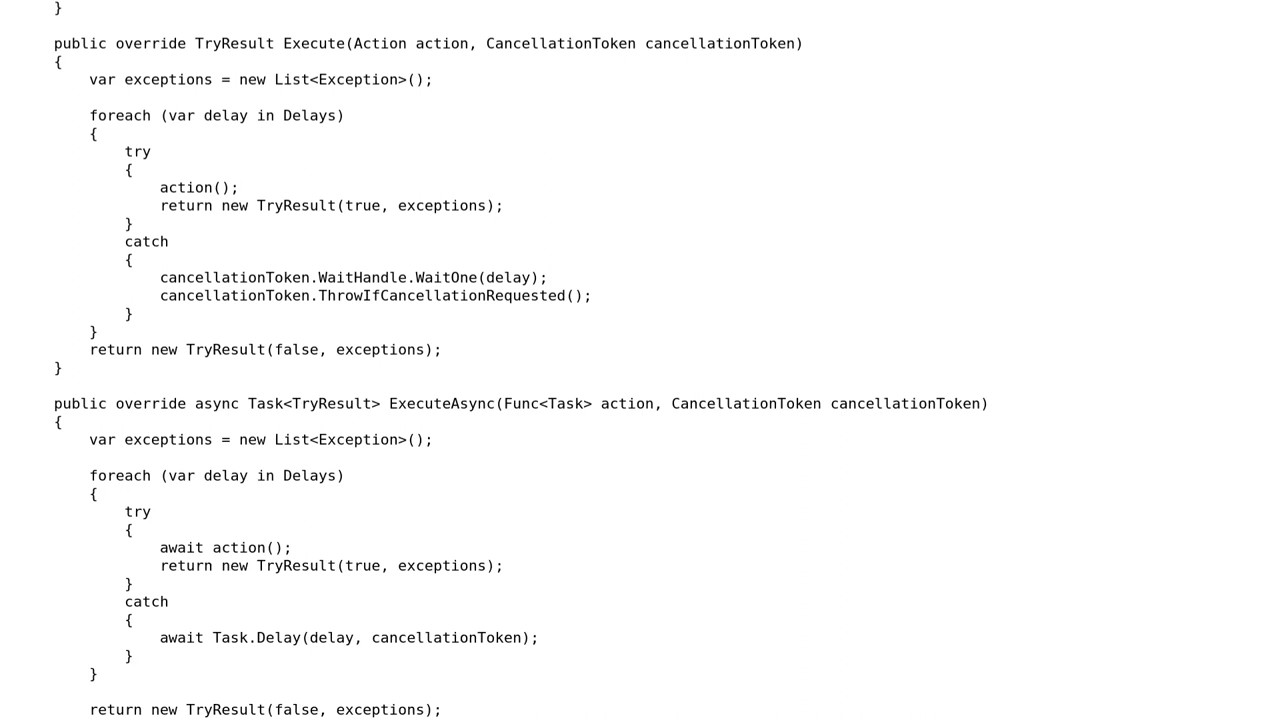 }

    public override TryResult Execute(Action action, CancellationToken cancellationToken)
    {
        var exceptions = new List<Exception>();

        foreach (var delay in Delays)
        {
            try
            {
                action();
                return new TryResult(true, exceptions);
            }
            catch
            {
                cancellationToken.WaitHandle.WaitOne(delay);
                cancellationToken.ThrowIfCancellationRequested();
            }
        }
        return new TryResult(false, exceptions);
    }

    public override async Task<TryResult> ExecuteAsync(Func<Task> action, CancellationToken cancellationToken)
    {
        var exceptions = new List<Exception>();

        foreach (var delay in Delays)
        {
            try
            {
                await action();
                return new TryResult(true, exceptions);
            }
            catch
            {
                await Task.Delay(delay, cancellationToken);
            }
        }

        return new TryResult(false, exceptions);